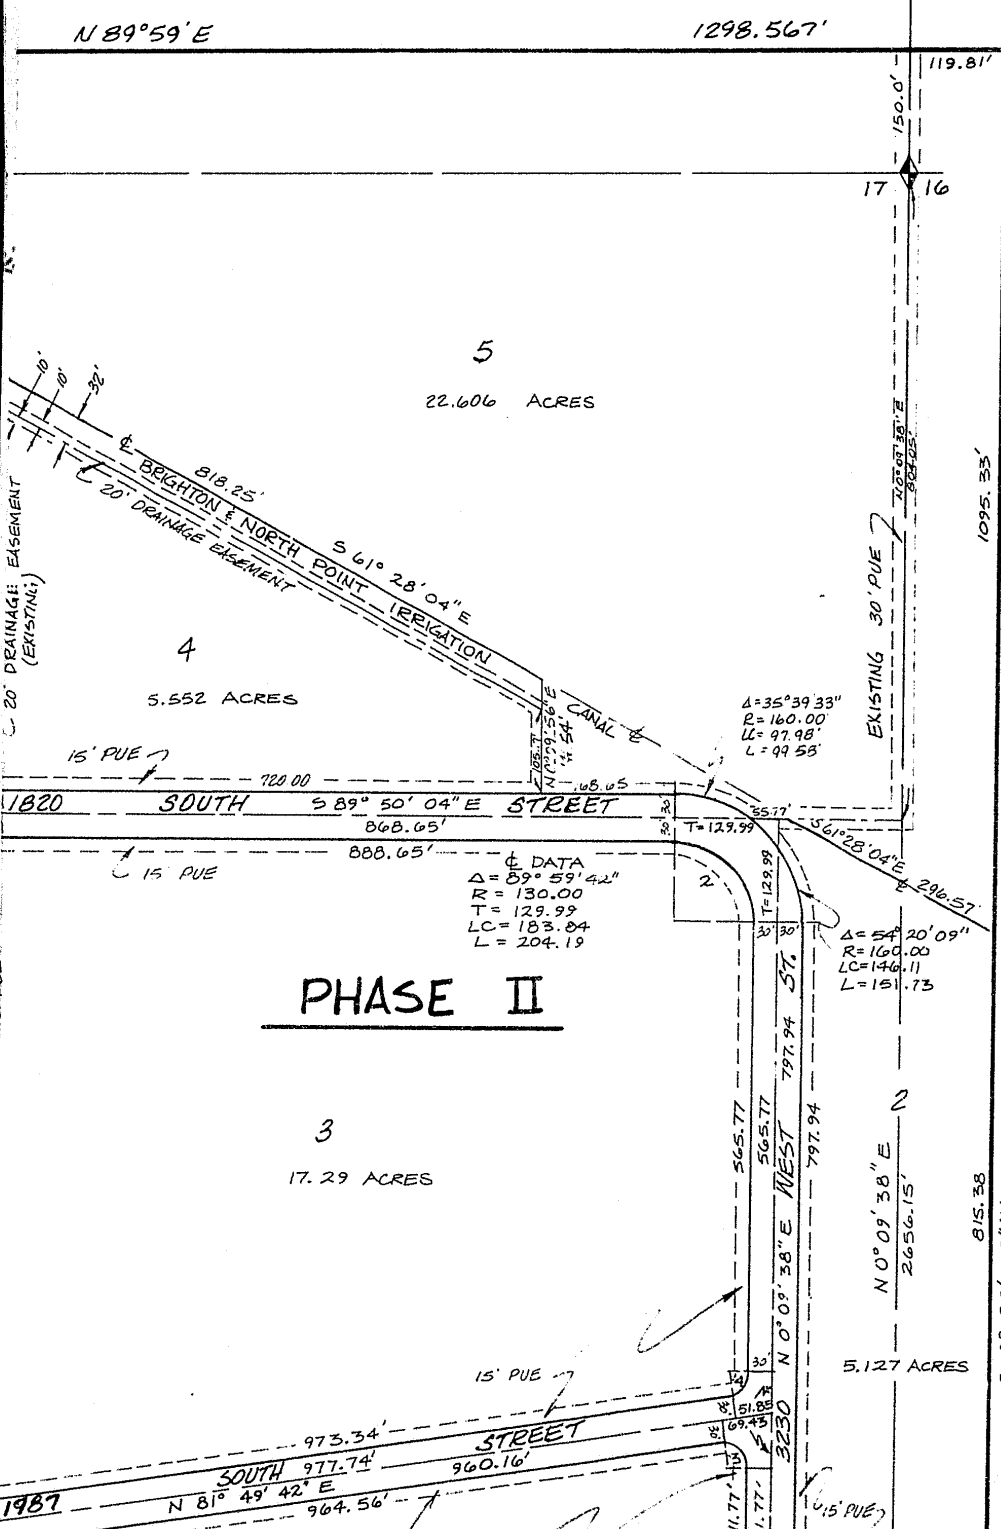 N 89°59' E
1298.567'
119.81'
150.0'
17
16
5
22.606 ACRES
10'
10'
32'
℄
818.25'
BRIGHTON & NORTH POINT IRRIGATION
CANAL ℄
20' DRAINAGE EASEMENT
S 61° 28' 04" E
N 0° 09' 38" E
804.05'
1095.33'
EXISTING 30' PUE
20' DRAINAGE EASEMENT
(EXISTING)
4
5.552 ACRES
Δ=35°39'33"
R=160.00'
LC=97.98'
L=99.58'
15' PUE
720.00
1820 SOUTH S 89° 50' 04" E STREET
868.65'
888.65'
15' PUE
30'
30'
T=129.99
55.77'
S 61°28'04"E
℄
296.57'
T=129.99
2
30'
30'
℄ DATA
Δ= 89° 59' 42"
R = 130.00
T = 129.99
LC= 183.84
L = 204.19
Δ= 54° 20' 09"
R=160.00
LC=146.11
L=151.73
PHASE II
3
17.29 ACRES
565.77
565.77
3230 N 0° 09' 38" E WEST 797.94 ST.
797.94
2
N 0° 09' 38" E
2656.15'
815.38
5.127 ACRES
15' PUE
30'
4
51.85
69.43
30
30
3
973.34'
STREET
SOUTH 977.74'
960.16'
1987
N 81° 49' 42" E
964.56'
15' PUE